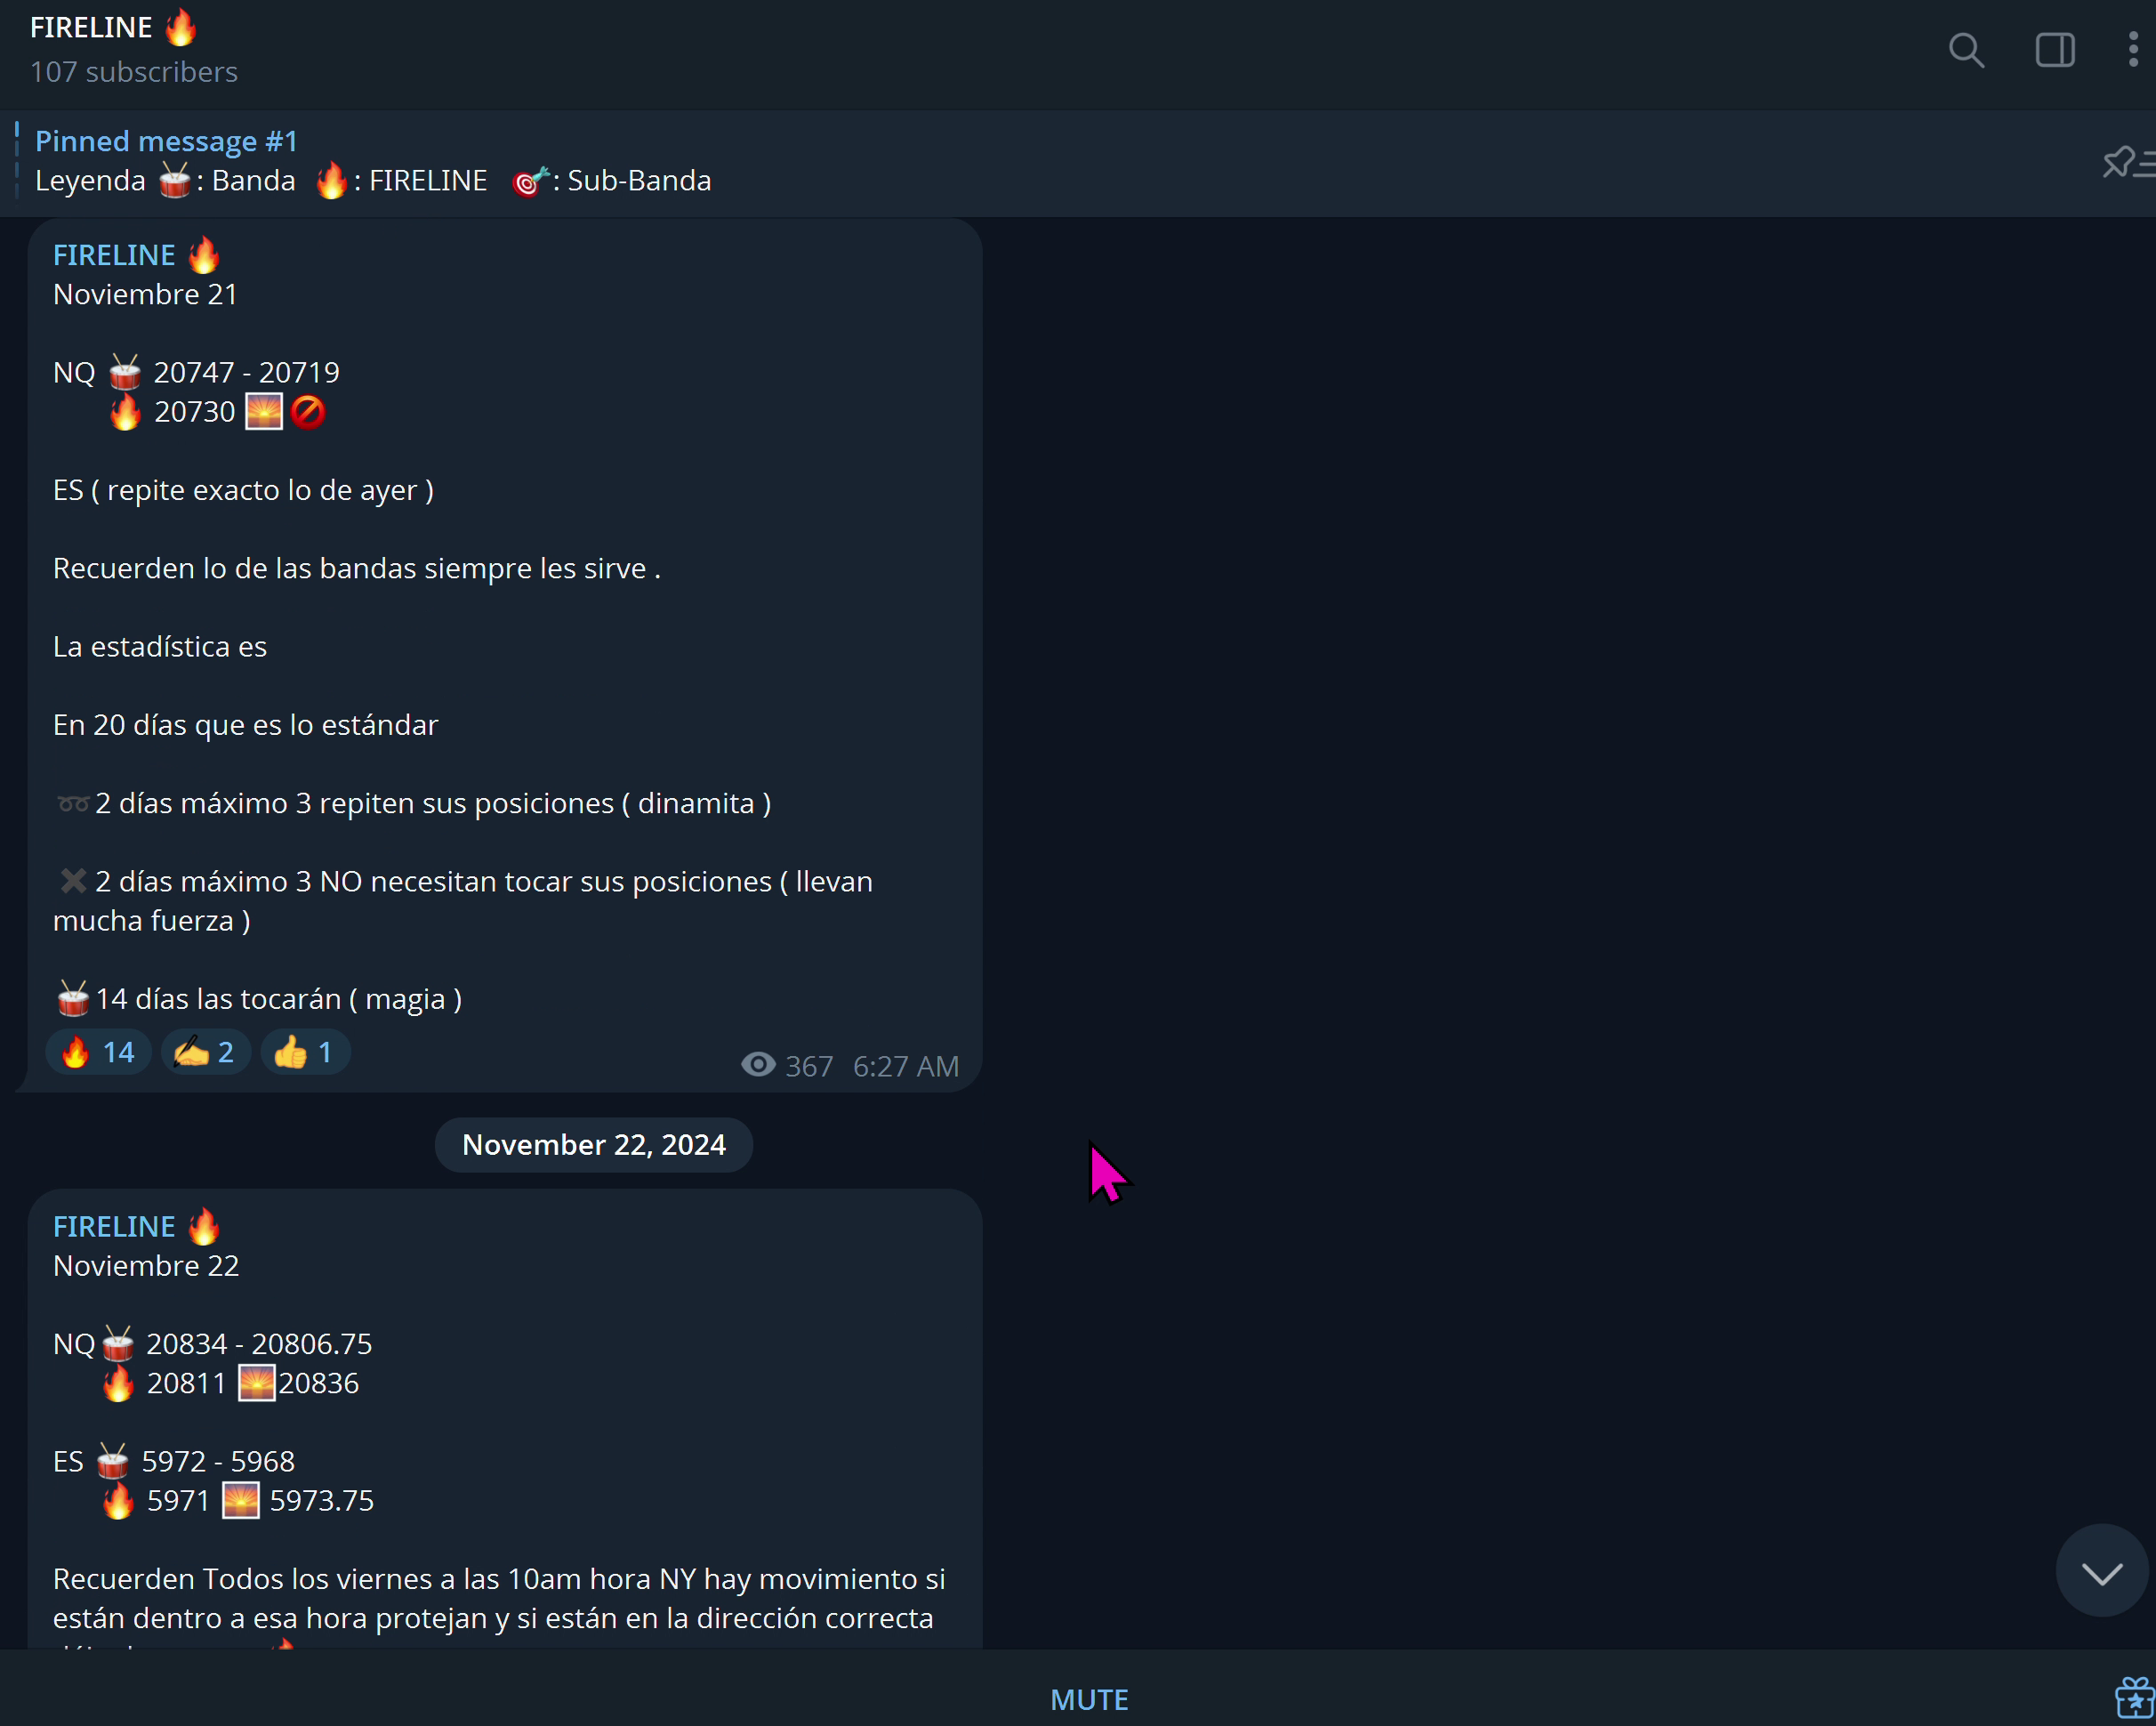 FIRELINE 🔥
107 subscribers
Pinned message #1
Leyenda 🥁: Banda 🔥: FIRELINE 🎯: Sub-Banda
FIRELINE 🔥
Noviembre 21
NQ 🥁 20747 - 20719
🔥 20730 🌅🚫
ES ( repite exacto lo de ayer )
Recuerden lo de las bandas siempre les sirve .
La estadística es
En 20 días que es lo estándar
➿2 días máximo 3 repiten sus posiciones ( dinamita )
✖️2 días máximo 3 NO necesitan tocar sus posiciones ( llevan
mucha fuerza )
🥁14 días las tocarán ( magia )
🔥 14 ✍️ 2 👍 1 367 6:27 AM
November 22, 2024
FIRELINE 🔥
Noviembre 22
NQ🥁 20834 - 20806.75
🔥 20811 🌅20836
ES 🥁 5972 - 5968
🔥 5971 🌅 5973.75
Recuerden Todos los viernes a las 10am hora NY hay movimiento si
están dentro a esa hora protejan y si están en la dirección correcta
MUTE